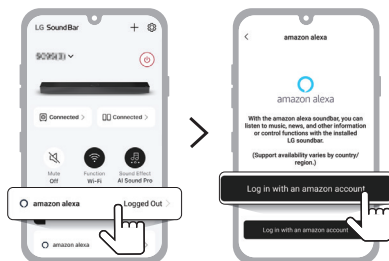 LG SoundBar
Connected >
Connected >
Mute
Off
Function
Wi-Fi
Sound Effect
AI Sound Pro
amazon alexa
Logged Out >
amazon alexa
amazon alexa
amazon alexa
With the amazon alexa soundbar, you can
listen to music, news, and other information
or control functions with the installed
LG soundbar.
(Support availability varies by country/
region.)
Log in with an amazon account
Log in with an amazon account